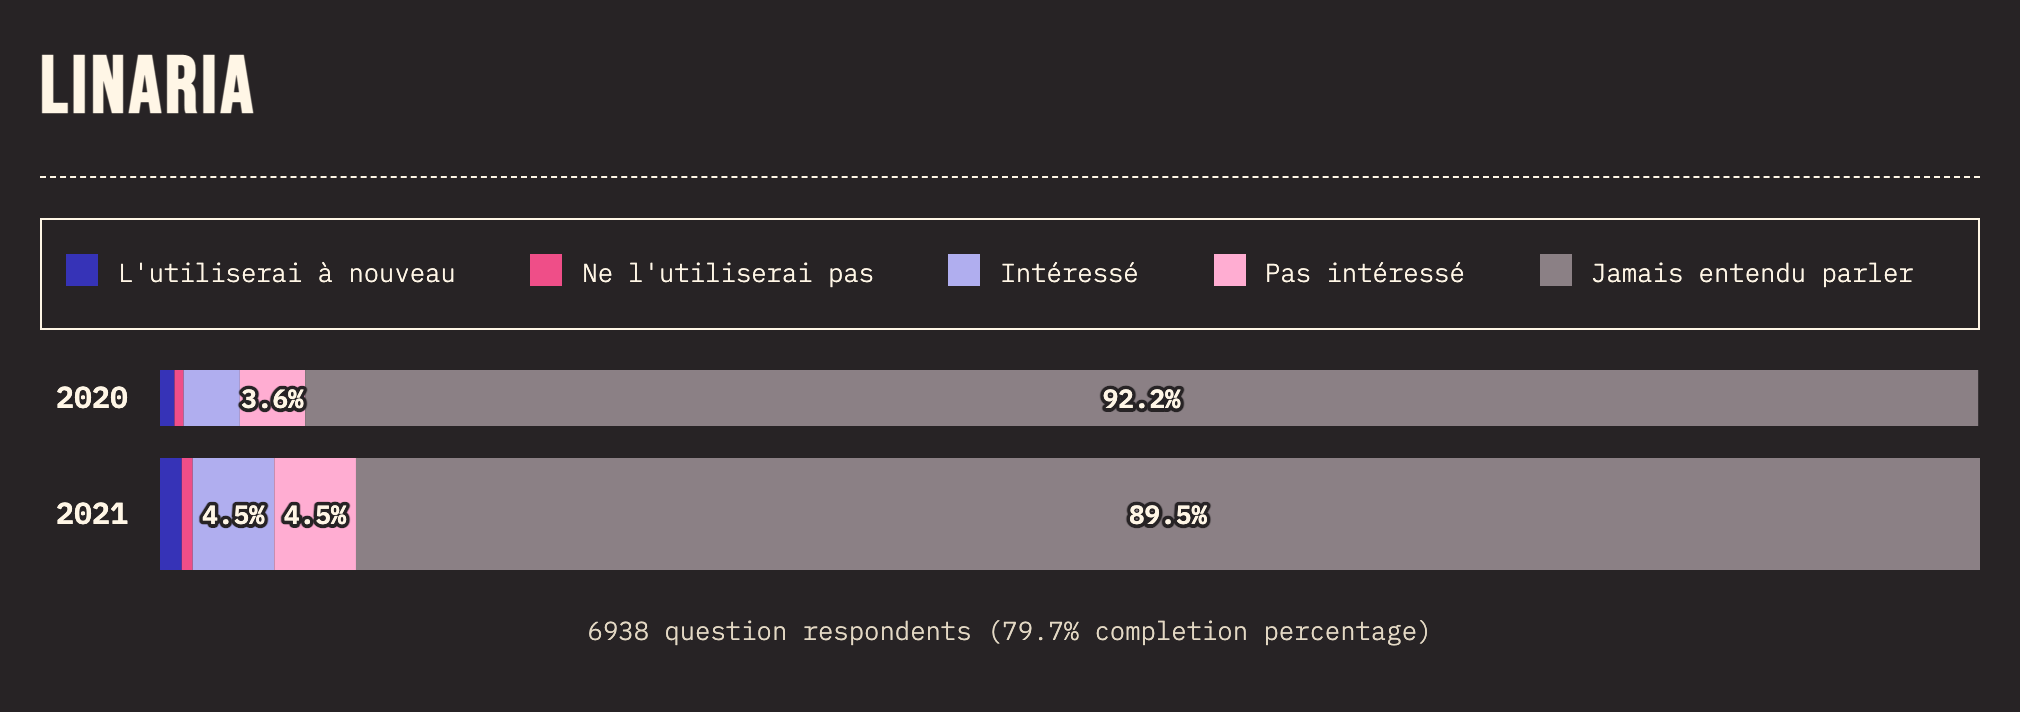 LINARIA
L'utiliserai à nouveau Ne l'utiliserai pas Intéressé Pas intéressé Jamais entendu parler
2020 3.6% 92.2%
2021 4.5% 4.5% 89.5%
6938 question respondents (79.7% completion percentage)